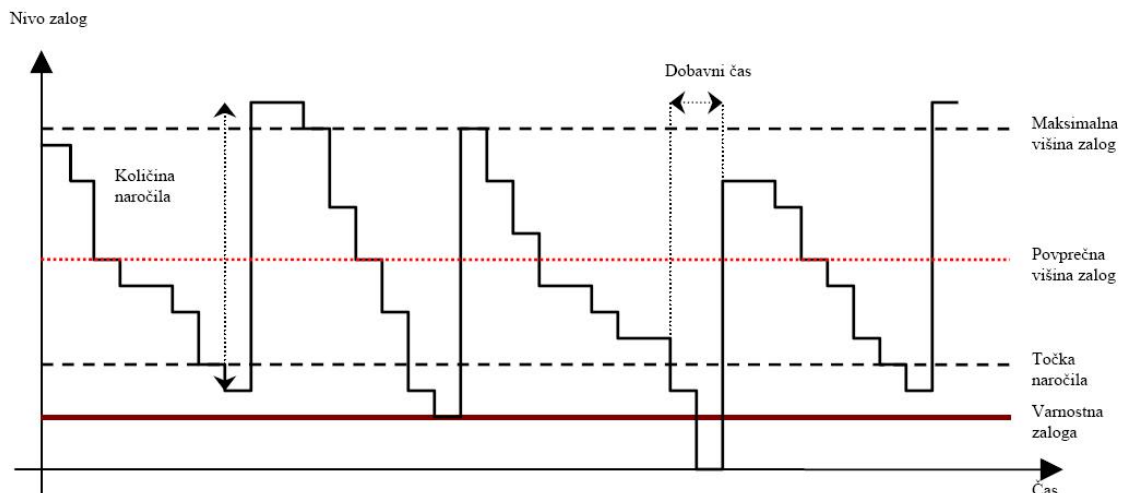 Nivo zalog
Dobavni čas
Maksimalna
višina zalog
Količina
naročila
Povprečna
višina zalog
Točka
naročila
Varnostna
zaloga
Čas